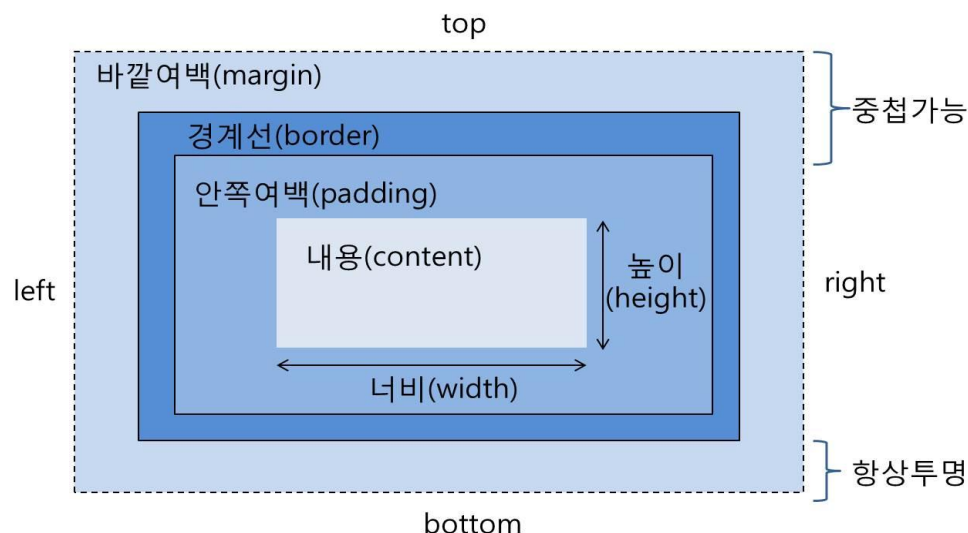 top
바깥여백(margin)
중첩가능
경계선(border)
안쪽여백(padding)
내용(content)
높이
(height)
left
right
너비(width)
항상투명
bottom